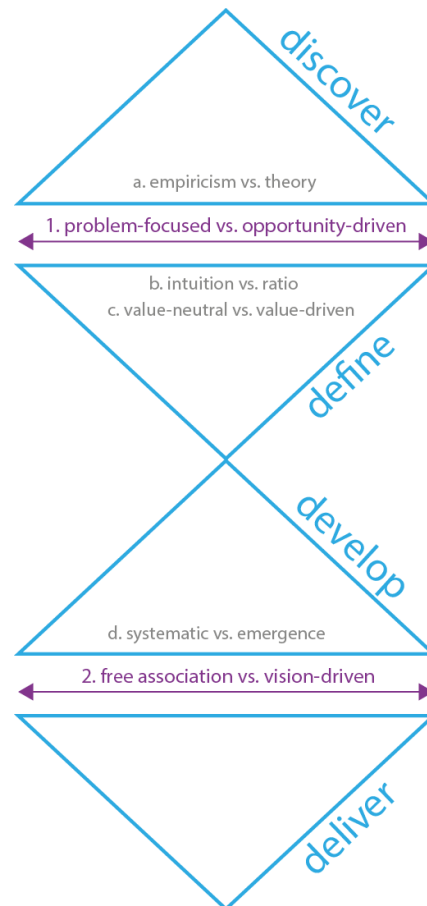 discover
a. empiricism vs. theory
1. problem-focused vs. opportunity-driven
b. intuition vs. ratio
c. value-neutral vs. value-driven
define
develop
d. systematic vs. emergence
2. free association vs. vision-driven
deliver